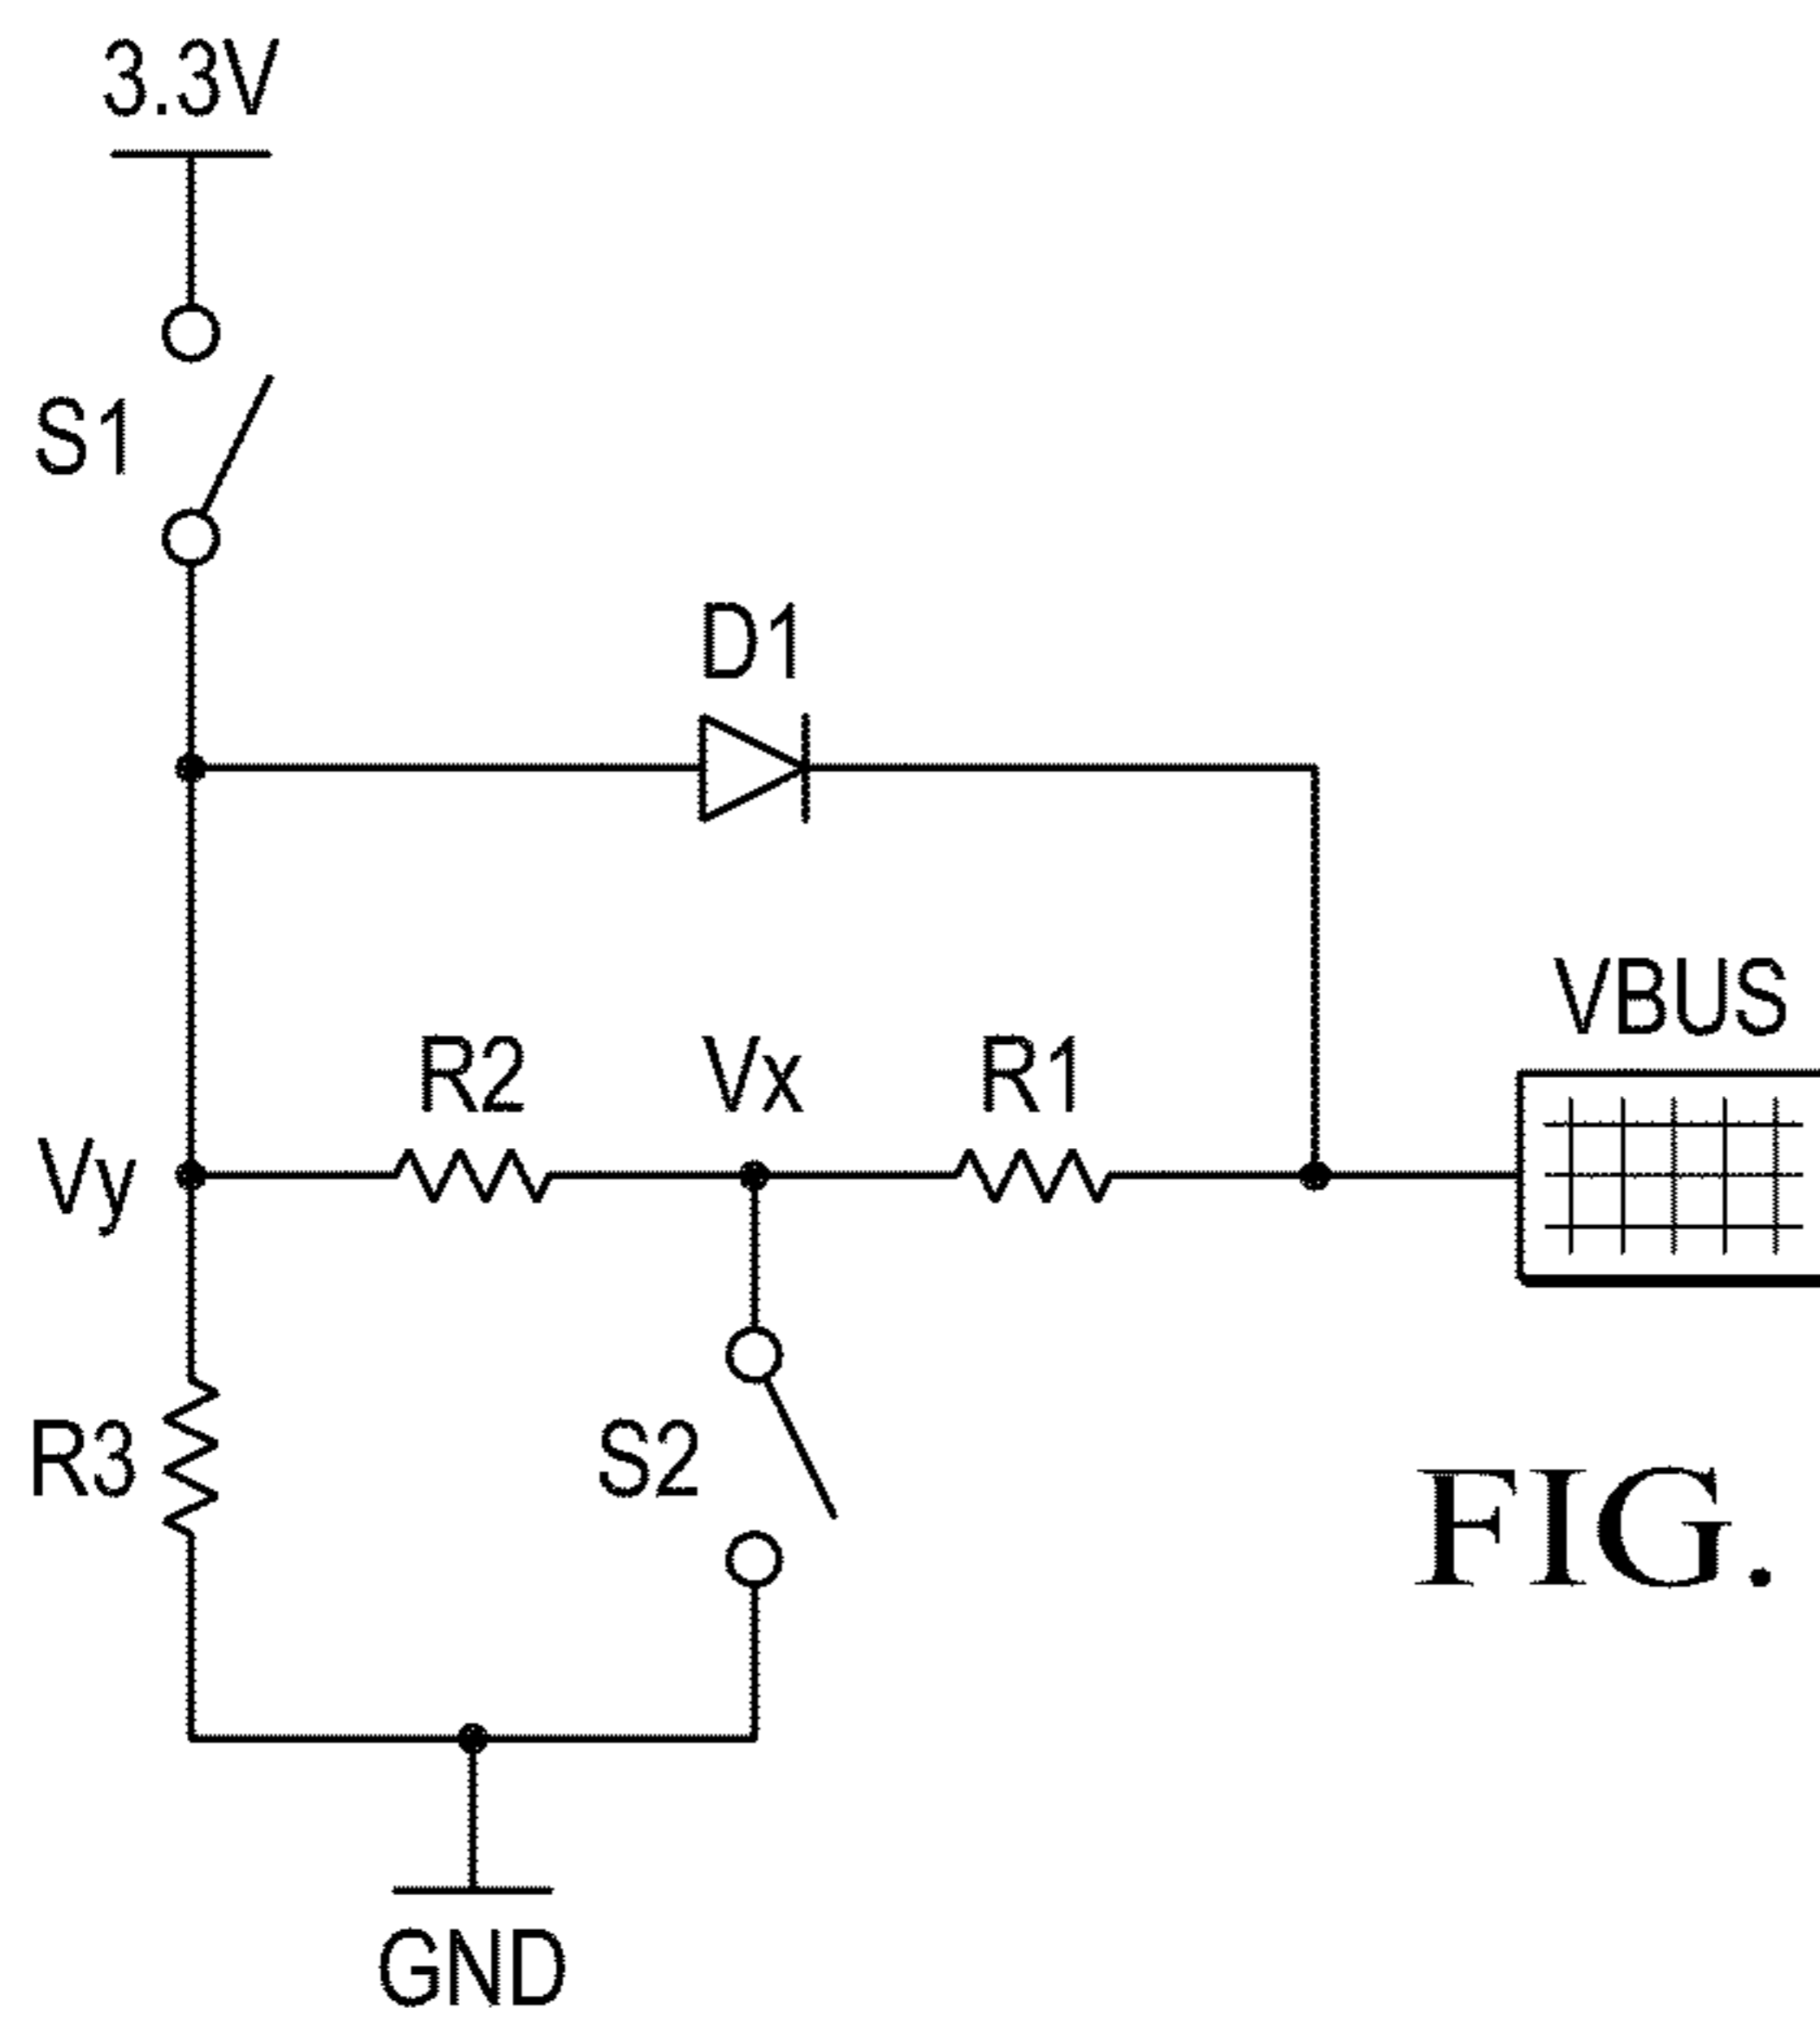 3.3V
S1
D1
VBUS
R2 Vx R1
Vy
R3 S2
FIG.
GND